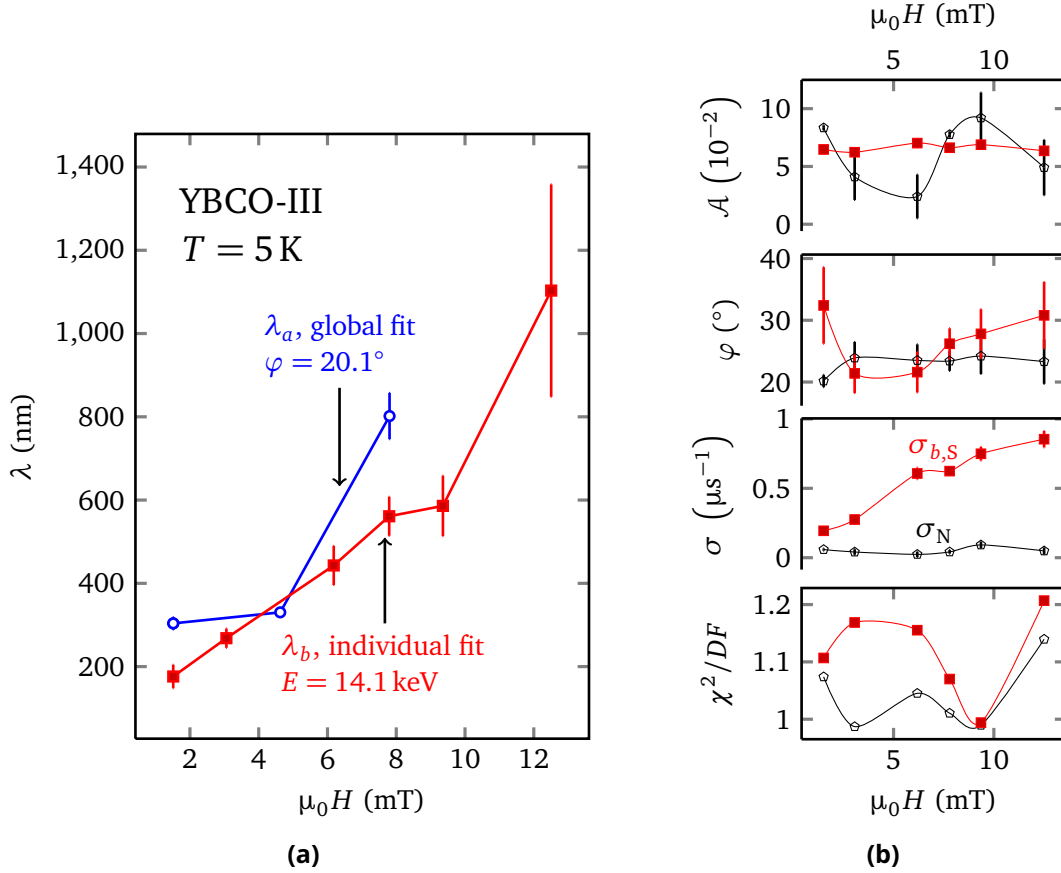 1,400
1,200
1,000
800
600
400
200
λ (nm)
YBCO-III
T = 5 K
λa, global fit
φ = 20.1°
λb, individual fit
E = 14.1 keV
2 4 6 8 10 12
μ0H (mT)
(a)
μ0H (mT)
5 10
10
5
0
A (10−2)
40
30
20
φ (°)
1
0.5
0
σ (μs−1)
σb,S
σN
1.2
1.1
1
χ2/DF
5 10
μ0H (mT)
(b)